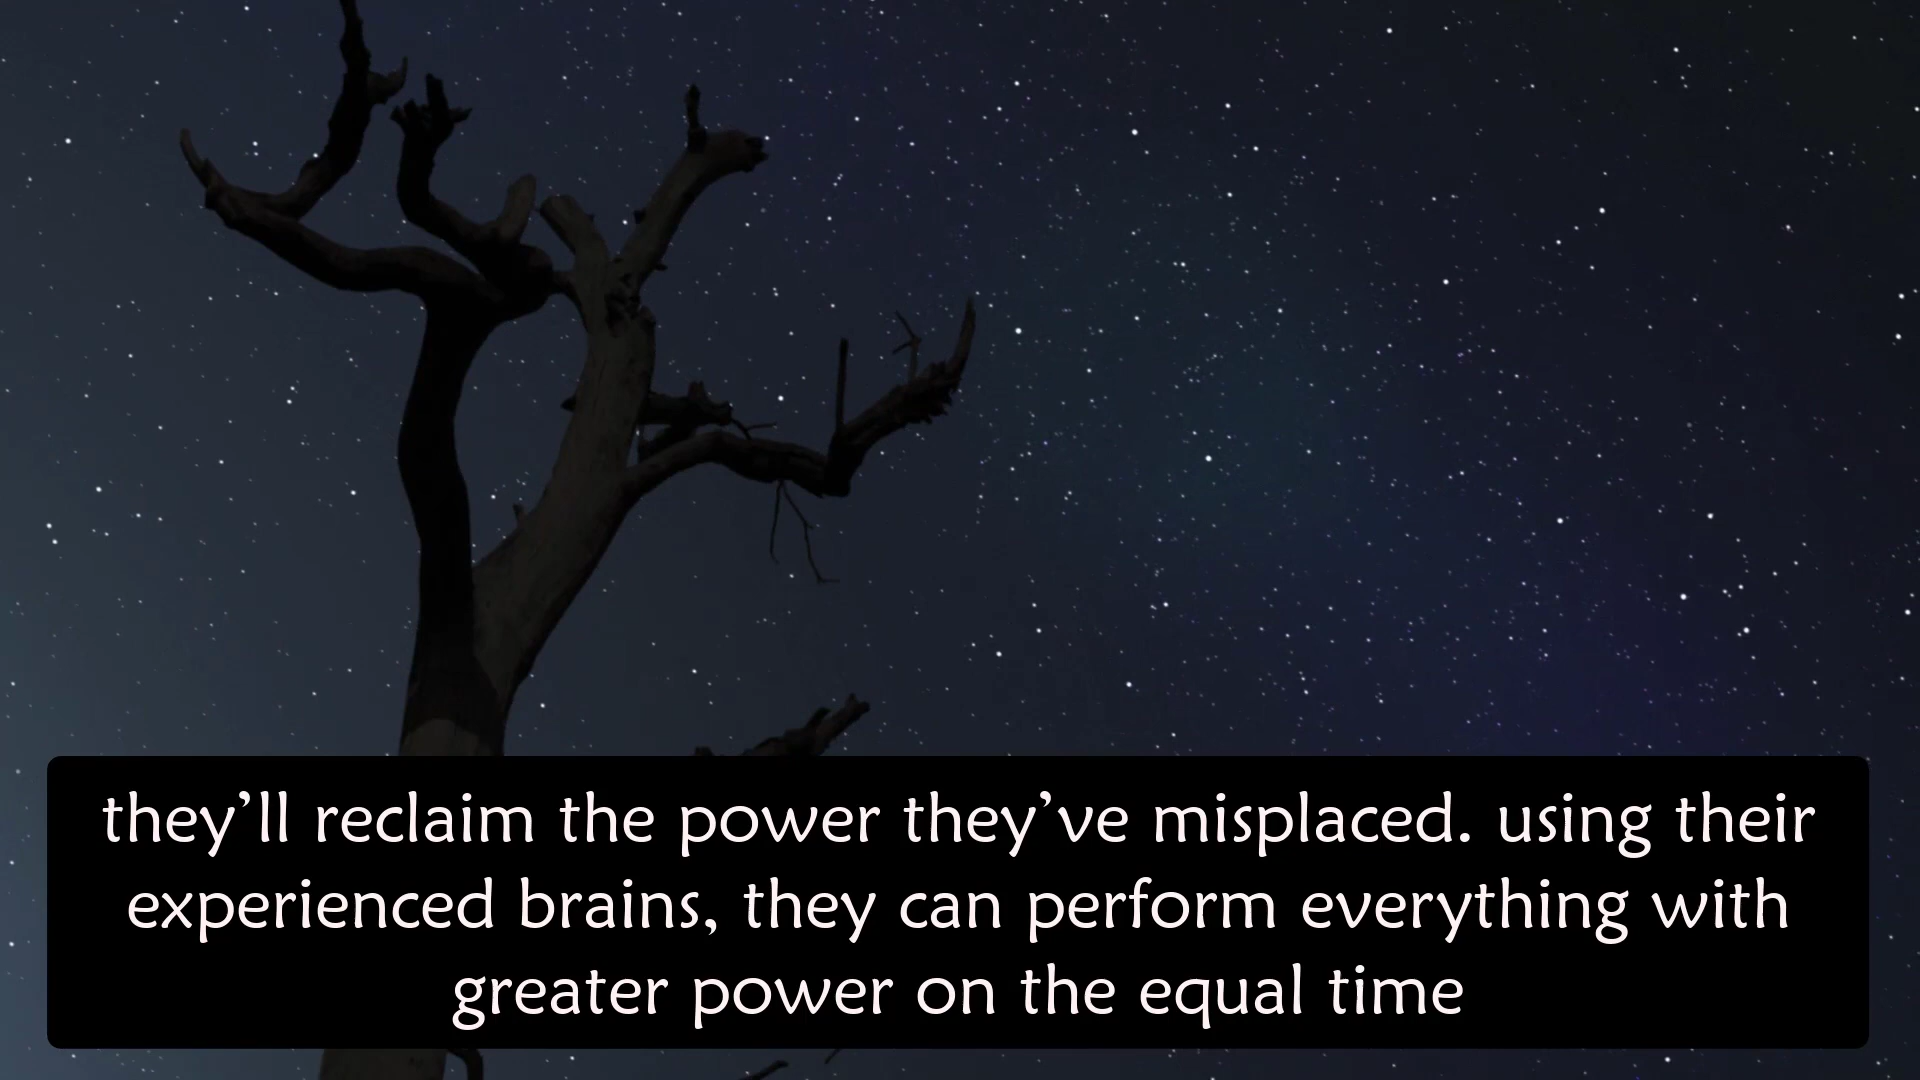 they’ll reclaim the power they’ve misplaced. using their
experienced brains, they can perform everything with
greater power on the equal time